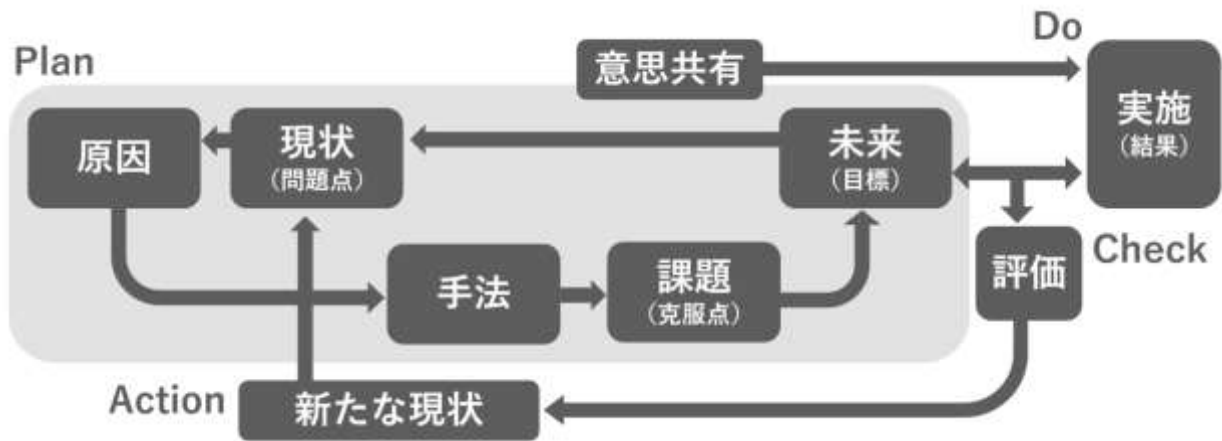 Do
Plan
意思共有
実施
(結果)
原因
現状
(問題点)
未来
(目標)
手法
課題
(克服点)
評価
Check
Action
新たな現状